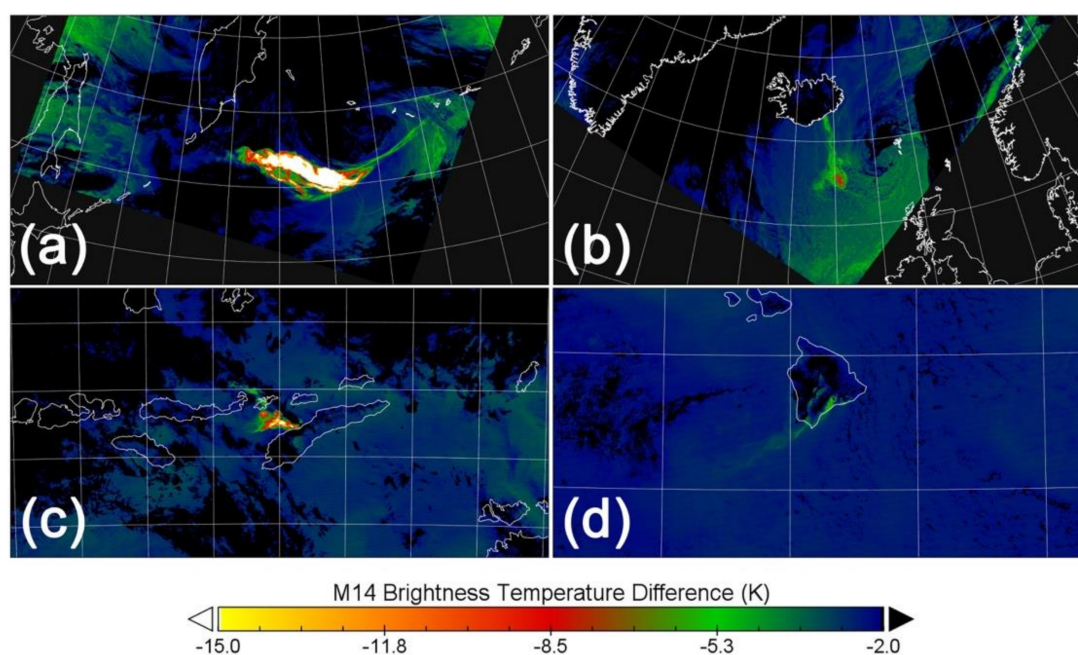 (a)
(b)
(c)
(d)
M14 Brightness Temperature Difference (K)
-15.0 -11.8 -8.5 -5.3 -2.0